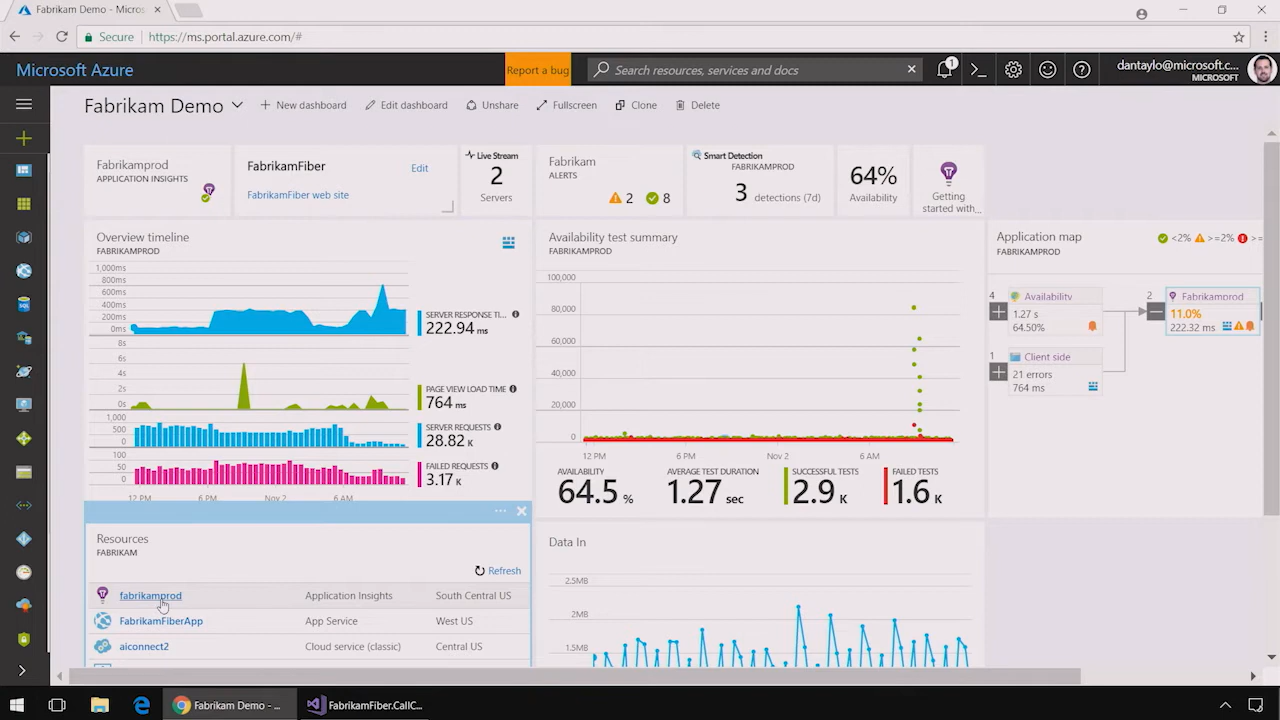 Fabrikam Demo - Micros
Secure
https://ms.portal.azure.com/#
Microsoft Azure
Report a bug
Search resources, services and docs
1
dantaylo@microsoft.c...
MICROSOFT
Fabrikam Demo
New dashboard
Edit dashboard
Unshare
Fullscreen
Clone
Delete
Fabrikamprod
APPLICATION INSIGHTS
FabrikamFiber
Edit
FabrikamFiber web site
Live Stream
2
Servers
Fabrikam
ALERTS
2
8
Smart Detection
FABRIKAMPROD
3 detections (7d)
64%
Availability
Getting
started with...
Overview timeline
FABRIKAMPROD
1,000ms
800ms
600ms
400ms
200ms
0ms
SERVER RESPONSE TI...
222.94 ms
8s
6s
4s
2s
0s
PAGE VIEW LOAD TIME
764 ms
1,000
500
0
SERVER REQUESTS
28.82 K
100
50
0
FAILED REQUESTS
3.17 K
12 PM
6 PM
Nov 2
6 AM
Availability test summary
FABRIKAMPROD
100,000
80,000
60,000
40,000
20,000
0
12 PM
6 PM
Nov 2
6 AM
AVAILABILITY
64.5 %
AVERAGE TEST DURATION
1.27 sec
SUCCESSFUL TESTS
2.9 K
FAILED TESTS
1.6 K
Application map
FABRIKAMPROD
<2%
>=2%
>=
4
Availability
1.27 s
64.50%
2
Fabrikamprod
11.0%
222.32 ms
1
Client side
21 errors
764 ms
Resources
FABRIKAM
Refresh
fabrikamprod
Application Insights
South Central US
FabrikamFiberApp
App Service
West US
aiconnect2
Cloud service (classic)
Central US
Data In
2.5MB
2MB
1.5MB
Fabrikam Demo - ...
FabrikamFiber.CallC...